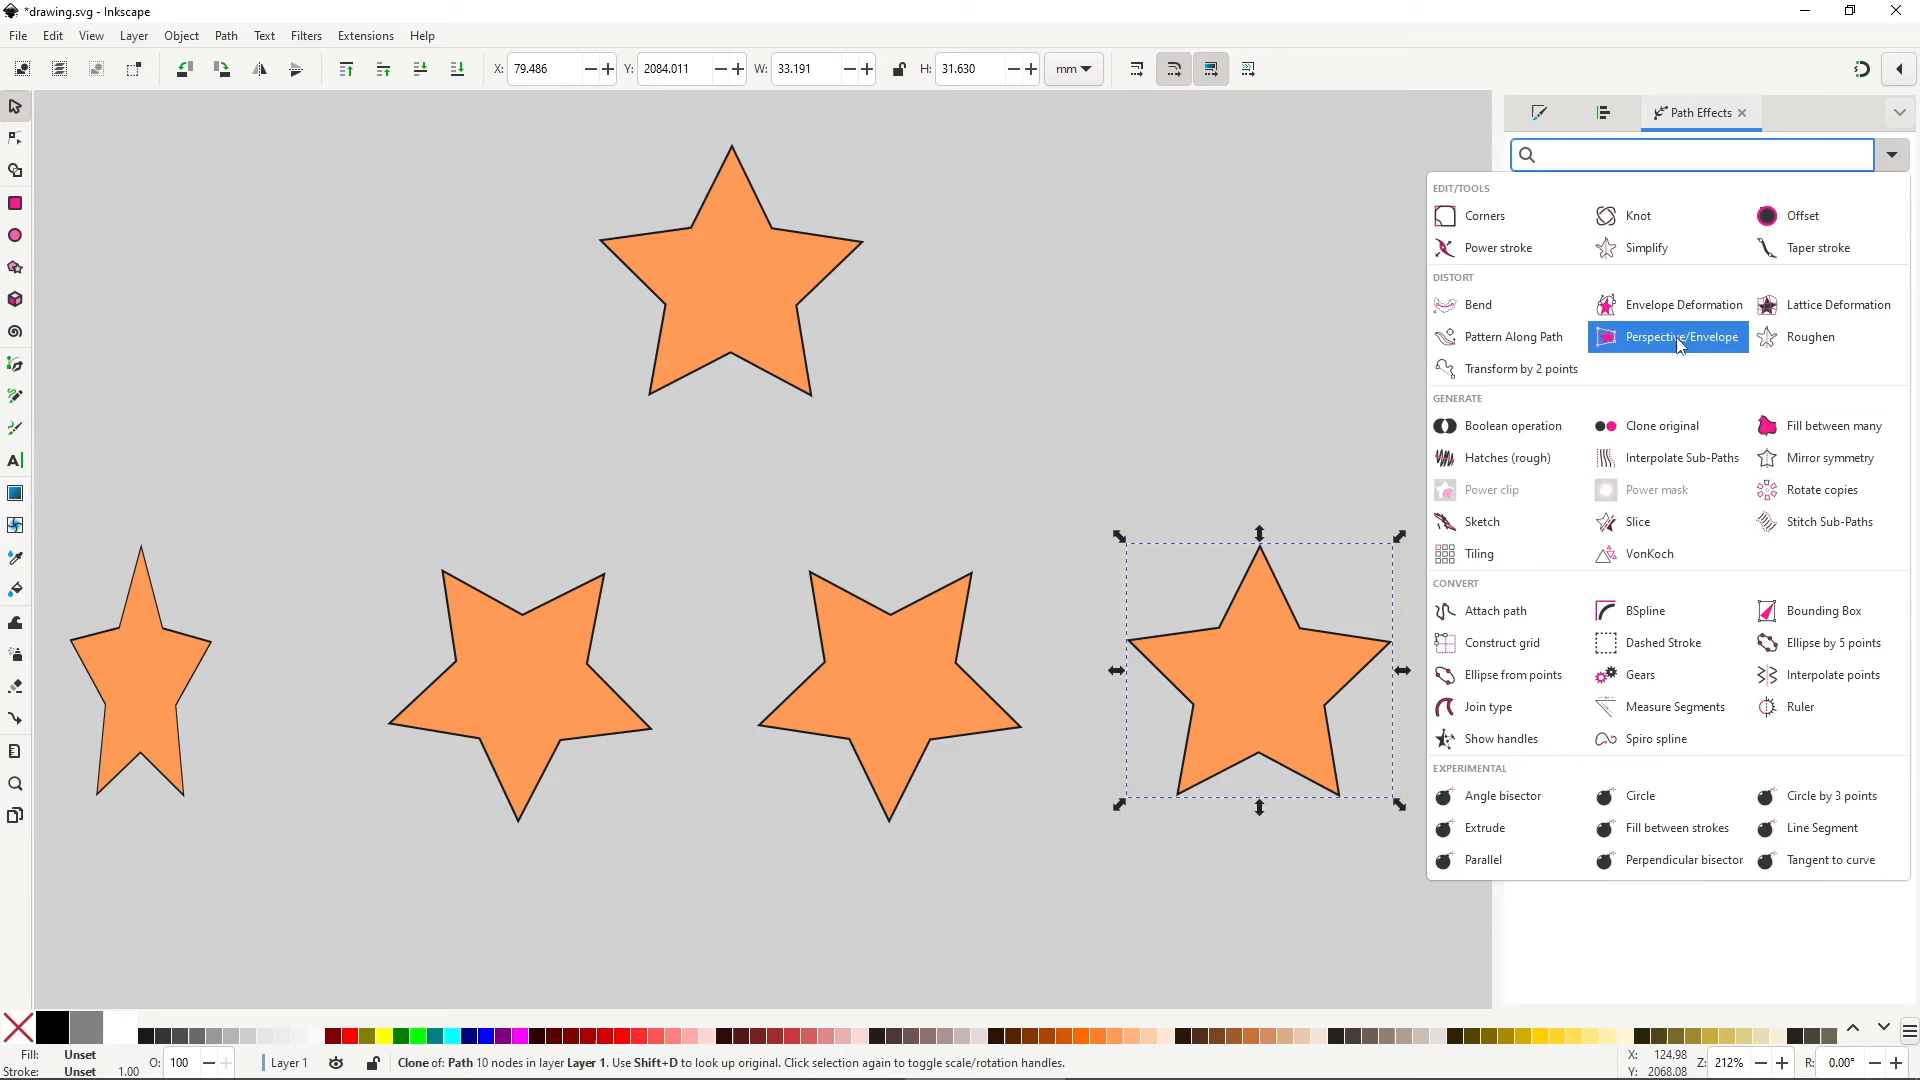 *drawing.svg - Inkscape
File Edit View Layer Object Path Text Filters Extensions Help
X: 79.486 Y: 2084.011 W: 33.191 H: 31.630 mm
Path Effects
EDIT/TOOLS
Corners Knot Offset
Power stroke Simplify Taper stroke
DISTORT
Bend Envelope Deformation Lattice Deformation
Pattern Along Path Perspective/Envelope Roughen
Transform by 2 points
GENERATE
Boolean operation Clone original Fill between many
Hatches (rough) Interpolate Sub-Paths Mirror symmetry
Power clip Power mask Rotate copies
Sketch Slice Stitch Sub-Paths
Tiling VonKoch
CONVERT
Attach path BSpline Bounding Box
Construct grid Dashed Stroke Ellipse by 5 points
Ellipse from points Gears Interpolate points
Join type Measure Segments Ruler
Show handles Spiro spline
EXPERIMENTAL
Angle bisector Circle Circle by 3 points
Extrude Fill between strokes Line Segment
Parallel Perpendicular bisector Tangent to curve
Fill: Unset O: 100 Layer 1 Clone of: Path 10 nodes in layer Layer 1. Use Shift+D to look up original. Click selection again to toggle scale/rotation handles. X: 124.98 Z: 212% R: 0.00°
Stroke: Unset 1.00 Y: 2068.08